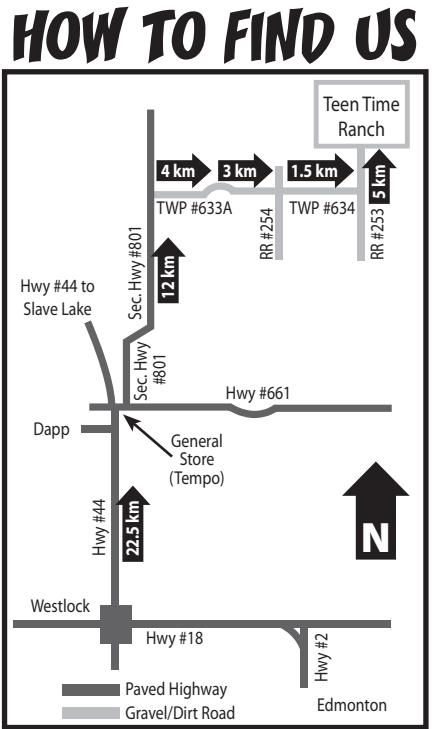 HOW TO FIND US
Teen Time
Ranch
4 km
3 km
1.5 km
5 km
TWP #633A
TWP #634
RR #254
RR #253
Sec. Hwy #801
12 km
Hwy #44 to
Slave Lake
Sec. Hwy
#801
Hwy #661
Dapp
General
Store
(Tempo)
Hwy #44
22.5 km
N
Westlock
Hwy #18
Hwy #2
Paved Highway
Gravel/Dirt Road
Edmonton